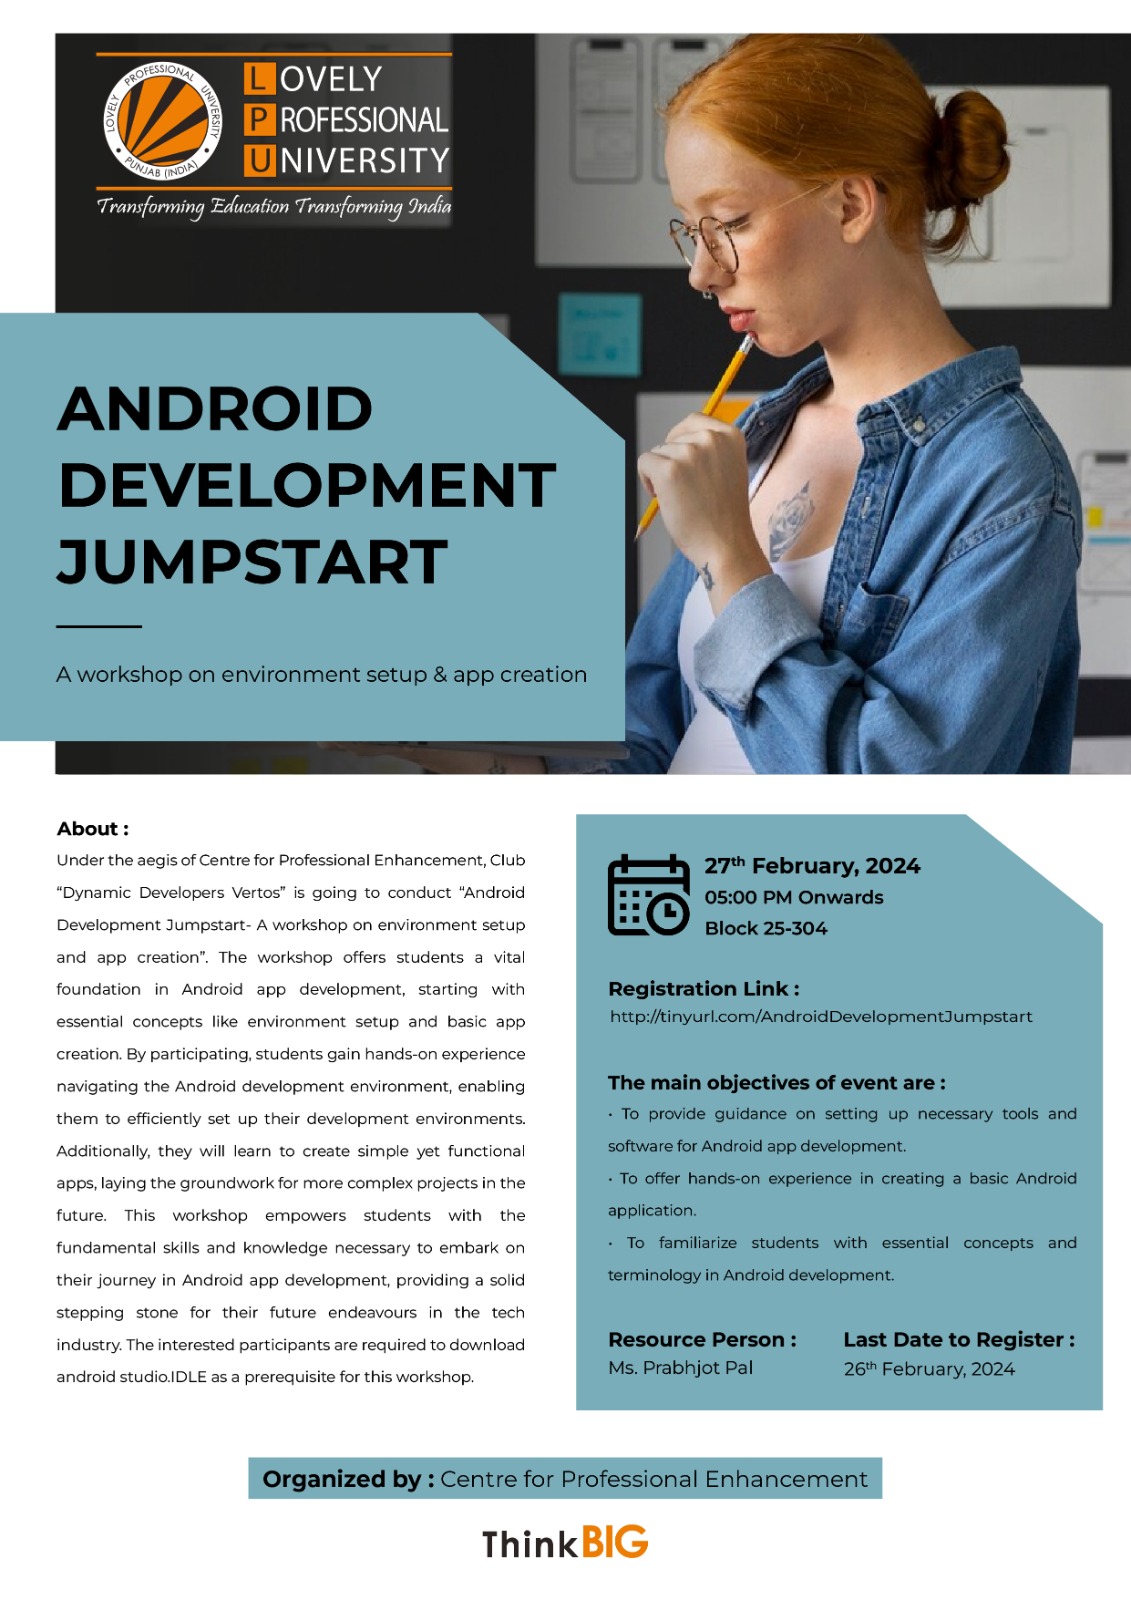 LOVELY PROFESSIONAL UNIVERSITY
PUNJAB (INDIA)
LOVELY
PROFESSIONAL
UNIVERSITY
Transforming Education Transforming India
ANDROID
DEVELOPMENT
JUMPSTART
A workshop on environment setup & app creation
About :
Under the aegis of Centre for Professional Enhancement, Club
“Dynamic Developers Vertos” is going to conduct “Android
Development Jumpstart- A workshop on environment setup
and app creation”. The workshop offers students a vital
foundation in Android app development, starting with
essential concepts like environment setup and basic app
creation. By participating, students gain hands-on experience
navigating the Android development environment, enabling
them to efficiently set up their development environments.
Additionally, they will learn to create simple yet functional
apps, laying the groundwork for more complex projects in the
future. This workshop empowers students with the
fundamental skills and knowledge necessary to embark on
their journey in Android app development, providing a solid
stepping stone for their future endeavours in the tech
industry. The interested participants are required to download
android studio.IDLE as a prerequisite for this workshop.
27th February, 2024
05:00 PM Onwards
Block 25-304
Registration Link :
http://tinyurl.com/AndroidDevelopmentJumpstart
The main objectives of event are :
• To provide guidance on setting up necessary tools and
software for Android app development.
• To offer hands-on experience in creating a basic Android
application.
• To familiarize students with essential concepts and
terminology in Android development.
Resource Person :
Ms. Prabhjot Pal
Last Date to Register :
26th February, 2024
Organized by : Centre for Professional Enhancement
ThinkBIG